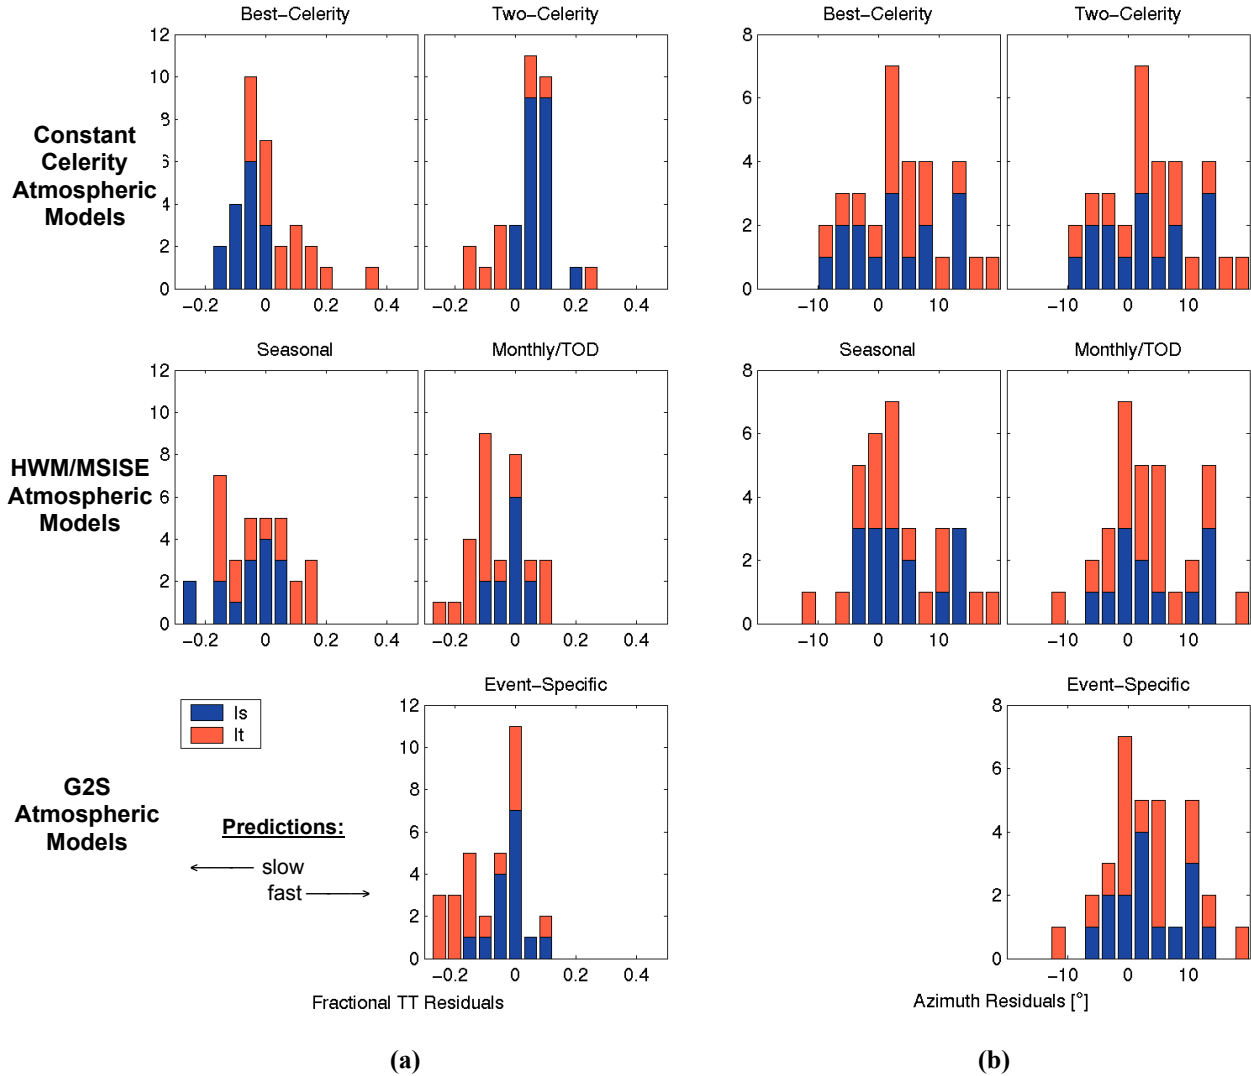 Best-Celerity
Two-Celerity
Best-Celerity
Two-Celerity
Constant
Celerity
Atmospheric
Models
12
10
8
6
4
2
0
-0.2 0 0.2 0.4
-0.2 0 0.2 0.4
8
6
4
2
0
-10 0 10
-10 0 10
Seasonal
Monthly/TOD
Seasonal
Monthly/TOD
HWM/MSISE
Atmospheric
Models
12
10
8
6
4
2
0
-0.2 0 0.2 0.4
-0.2 0 0.2 0.4
8
6
4
2
0
-10 0 10
-10 0 10
Is
It
G2S
Atmospheric
Models
Predictions:
slow
fast
Event-Specific
12
10
8
6
4
2
0
-0.2 0 0.2 0.4
Fractional TT Residuals
Event-Specific
8
6
4
2
0
-10 0 10
Azimuth Residuals [°]
(a)
(b)